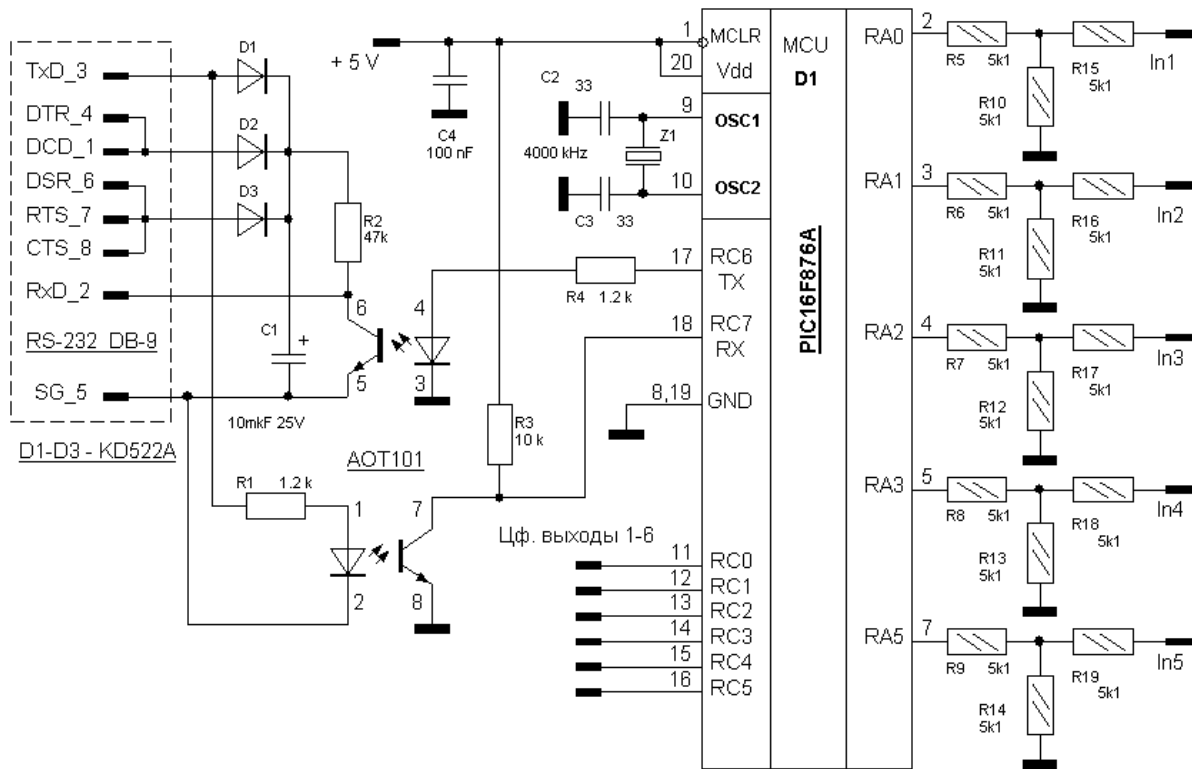 TxD_3
DTR_4
DCD_1
DSR_6
RTS_7
CTS_8
RxD_2
RS-232 DB-9
SG_5
D1-D3 - KD522A
D1
D2
D3
R2
47k
C1
+
10mkF 25V
6
5
4
3
AOT101
R1 1.2 k
1
2
7
8
+ 5 V
C4
100 nF
R3
10 k
R4 1.2 k
C2
33
4000 kHz
Z1
C3 33
Цф. выходы 1-6
1
MCLR
20
Vdd
9
OSC1
10
OSC2
17
RC6
TX
18
RC7
RX
8,19
GND
11
RC0
12
RC1
13
RC2
14
RC3
15
RC4
16
RC5
MCU
D1
PIC16F876A
RA0
2
R5 5k1
R10
5k1
R15
5k1
In1
RA1
3
R6 5k1
R11
5k1
R16
5k1
In2
RA2
4
R7 5k1
R12
5k1
R17
5k1
In3
RA3
5
R8 5k1
R13
5k1
R18
5k1
In4
RA5
7
R9 5k1
R14
5k1
R19
5k1
In5